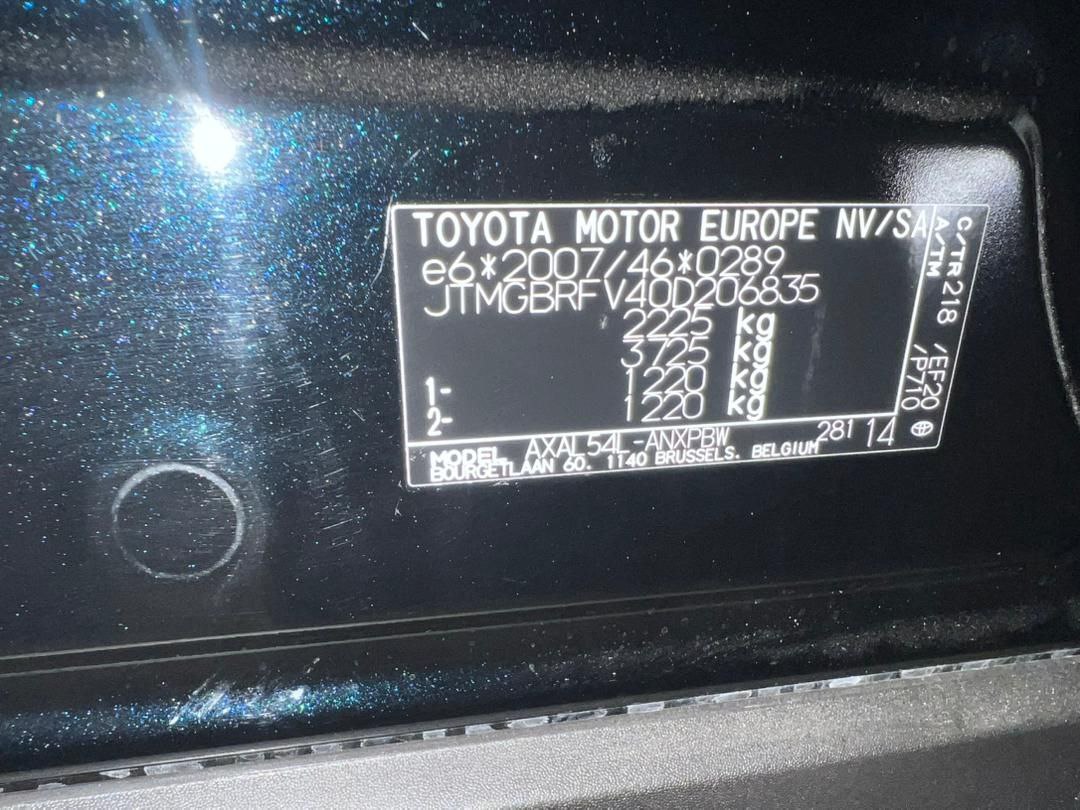 TOYOTA MOTOR EUROPE NV/SA
e6*2007/46*0289
JTMGBRFV40D206835
2225 kg
3725 kg
1- 1220 kg
2- 1220 kg
MODEL AXAL54L-ANXPBW 281 14
BOURGETLAAN 60. 1140 BRUSSELS. BELGIUM
C/TR 218 /EF20
A/TM /P710